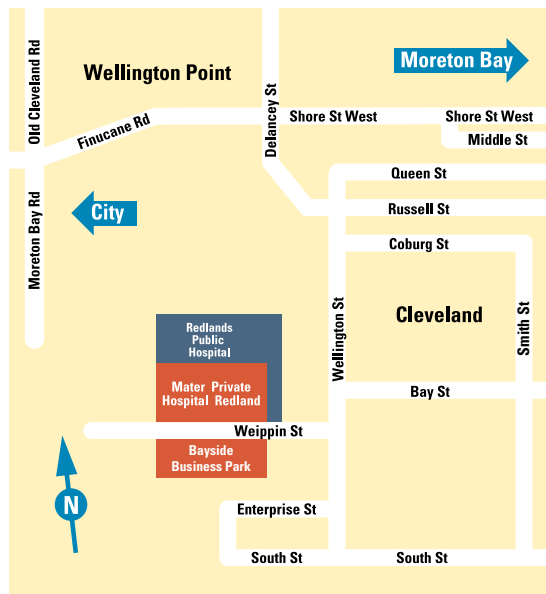 Old Cleveland Rd
Wellington Point
Moreton Bay
Delancey St
Finucane Rd
Shore St West
Shore St West
Middle St
Queen St
Moreton Bay Rd
City
Russell St
Coburg St
Wellington St
Cleveland
Smith St
Redlands
Public
Hospital
Mater Private
Hospital Redland
Bay St
Weippin St
Bayside
Business Park
N
Enterprise St
South St
South St